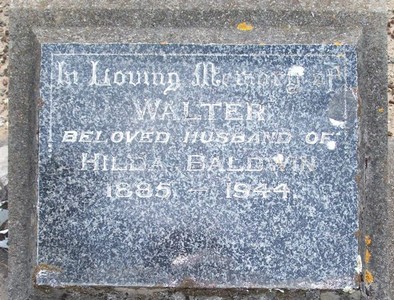 In Loving Memory of
WALTER
BELOVED HUSBAND OF
HILDA BALDWIN
1885 – 1944